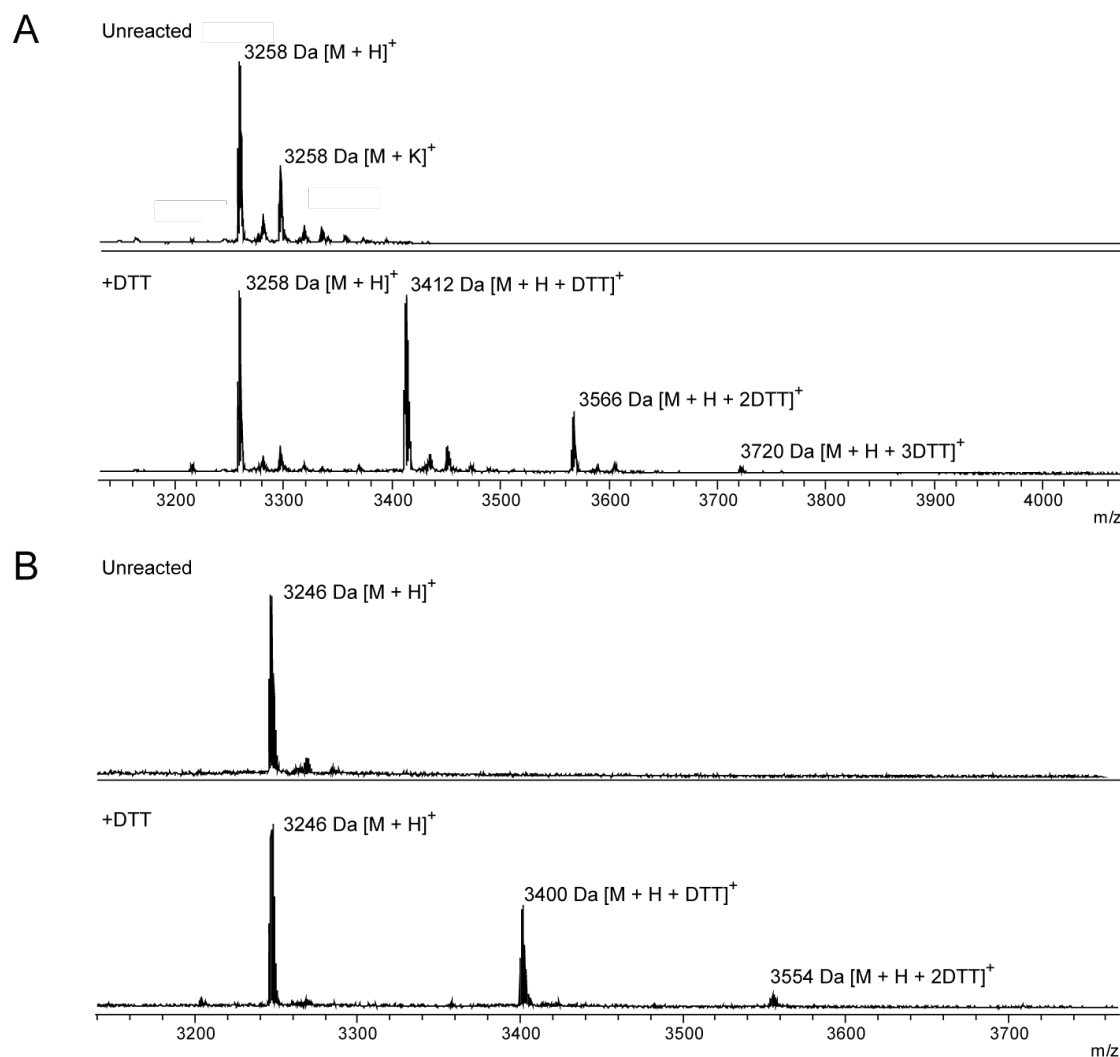 A
Unreacted
3258 Da [M + H]+
3258 Da [M + K]+
+DTT
3258 Da [M + H]+
3412 Da [M + H + DTT]+
3566 Da [M + H + 2DTT]+
3720 Da [M + H + 3DTT]+
3200 3300 3400 3500 3600 3700 3800 3900 4000
m/z
B
Unreacted
3246 Da [M + H]+
+DTT
3246 Da [M + H]+
3400 Da [M + H + DTT]+
3554 Da [M + H + 2DTT]+
3200 3300 3400 3500 3600 3700
m/z